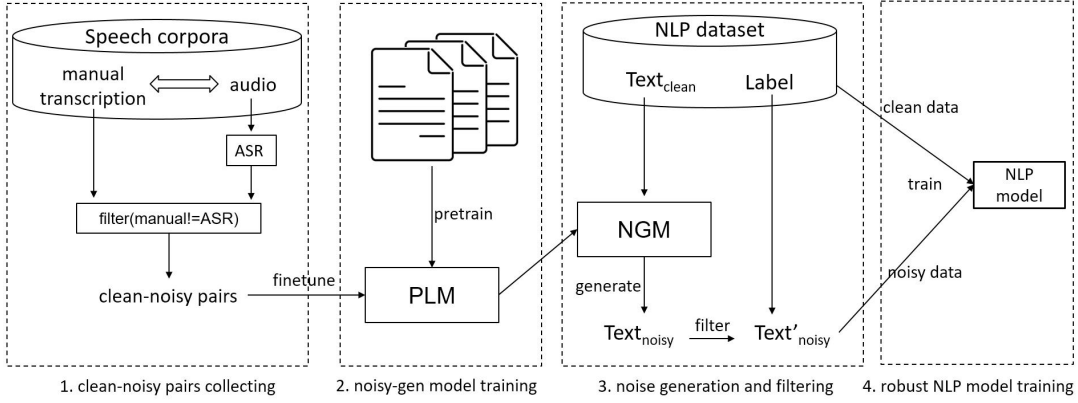 Speech corpora
manual
transcription
audio
ASR
filter(manual!=ASR)
clean-noisy pairs
finetune
1. clean-noisy pairs collecting
pretrain
PLM
2. noisy-gen model training
NLP dataset
Text_clean
Label
NGM
generate
Text_noisy
filter
Text’_noisy
3. noise generation and filtering
clean data
train
NLP
model
noisy data
4. robust NLP model training